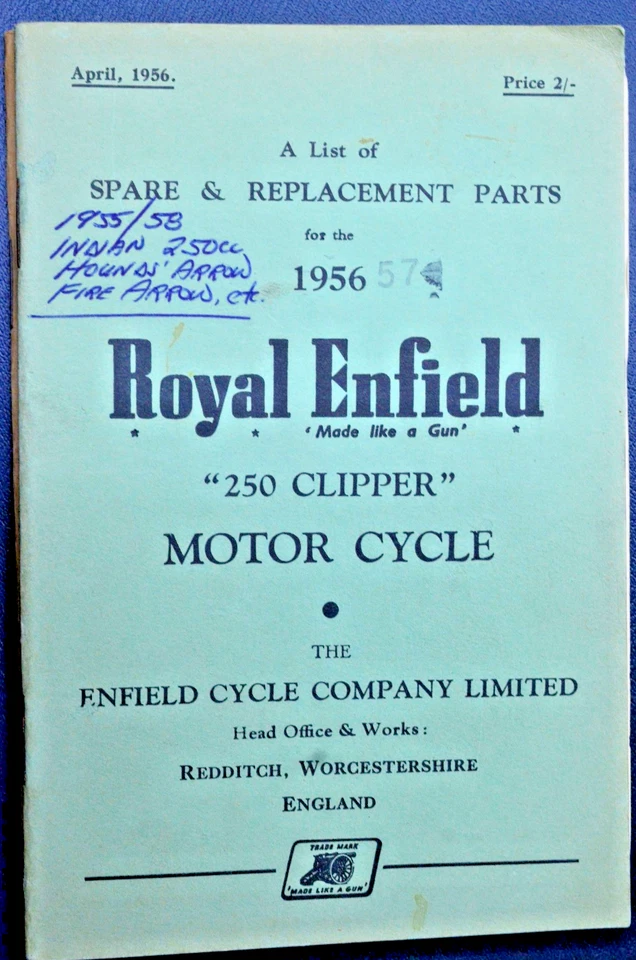 April, 1956.
Price 2/-
A List of
SPARE & REPLACEMENT PARTS
1955/58
INDIAN 250cc
HOUNDS' ARROW
FIRE ARROW, etc.
for the
1956 57
Royal Enfield
'Made like a Gun'
"250 CLIPPER"
MOTOR CYCLE
THE
ENFIELD CYCLE COMPANY LIMITED
Head Office & Works:
REDDITCH, WORCESTERSHIRE
ENGLAND
TRADE MARK
'MADE LIKE A GUN'